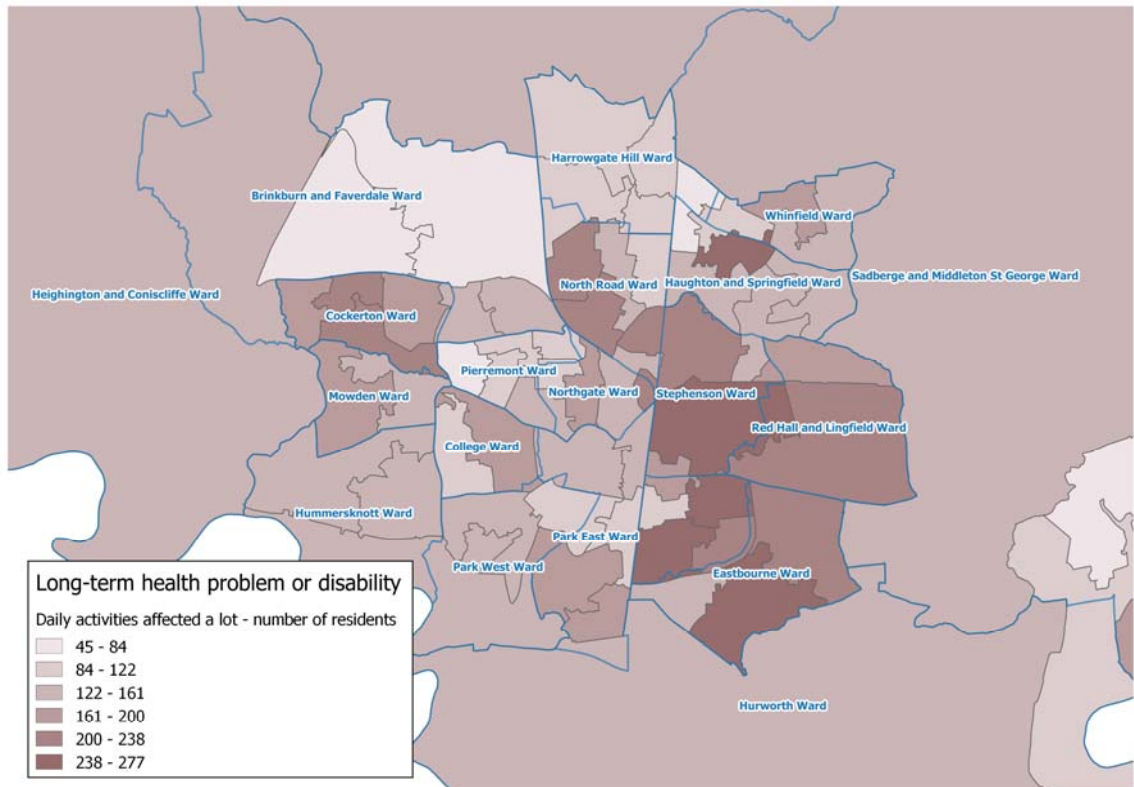 Harrowgate Hill Ward
Brinkburn and Faverdale Ward
Whinfield Ward
Heighington and Coniscliffe Ward
North Road Ward
Haughton and Springfield Ward
Sadberge and Middleton St George Ward
Cockerton Ward
Pierremont Ward
Mowden Ward
Northgate Ward
Stephenson Ward
College Ward
Red Hall and Lingfield Ward
Hummersknott Ward
Park East Ward
Park West Ward
Eastbourne Ward
Hurworth Ward
Long-term health problem or disability
Daily activities affected a lot - number of residents
45 - 84
84 - 122
122 - 161
161 - 200
200 - 238
238 - 277